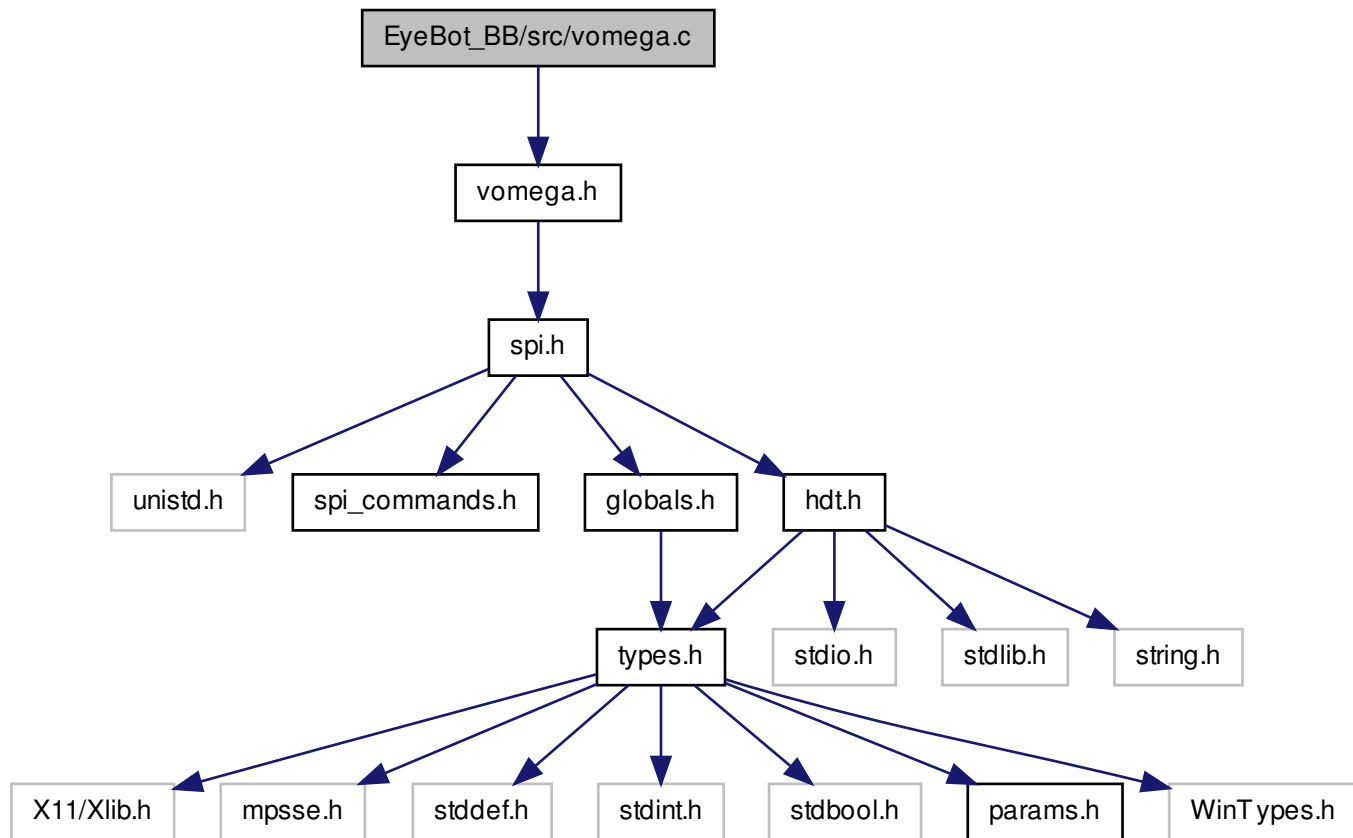 EyeBot_BB/src/vomega.c
vomega.h
spi.h
unistd.h
spi_commands.h
globals.h
hdt.h
types.h
stdio.h
stdlib.h
string.h
X11/Xlib.h
mpsse.h
stddef.h
stdint.h
stdbool.h
params.h
WinTypes.h